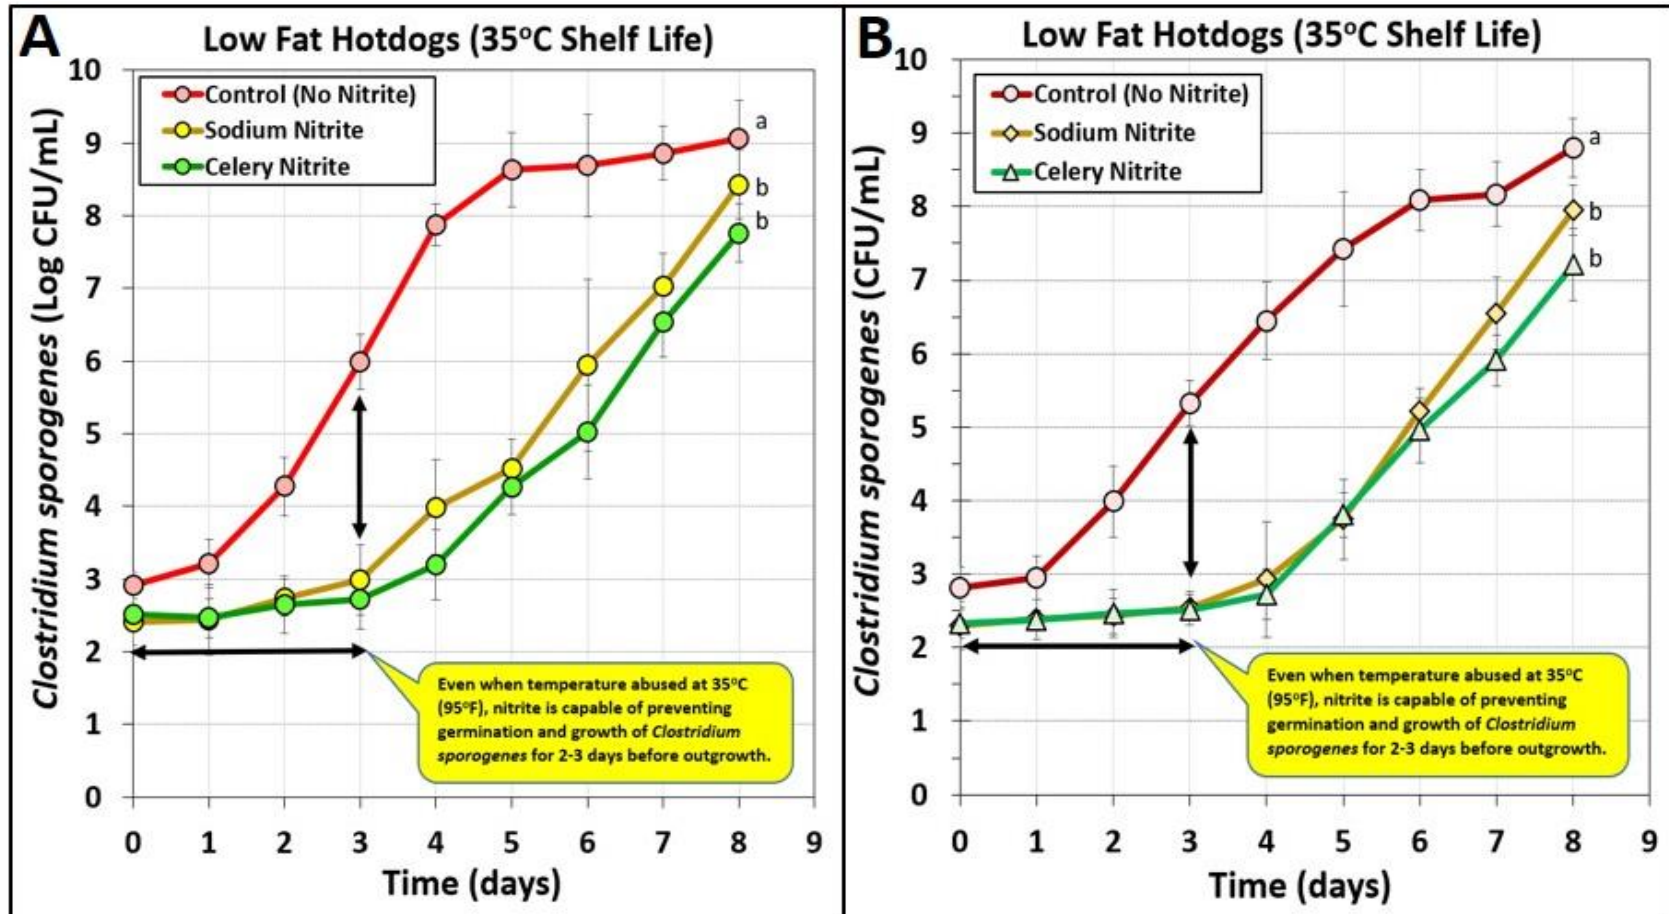 A
Low Fat Hotdogs (35°C Shelf Life)
Control (No Nitrite)
Sodium Nitrite
Celery Nitrite
Clostridium sporogenes (Log CFU/mL)
10
9
8
7
6
5
4
3
2
1
0
a
b
b
Even when temperature abused at 35°C
(95°F), nitrite is capable of preventing
germination and growth of Clostridium
sporogenes for 2-3 days before outgrowth.
0 1 2 3 4 5 6 7 8 9
Time (days)
B
Low Fat Hotdogs (35°C Shelf Life)
Control (No Nitrite)
Sodium Nitrite
Celery Nitrite
Clostridium sporogenes (CFU/mL)
10
9
8
7
6
5
4
3
2
1
0
a
b
b
Even when temperature abused at 35°C
(95°F), nitrite is capable of preventing
germination and growth of Clostridium
sporogenes for 2-3 days before outgrowth.
0 1 2 3 4 5 6 7 8 9
Time (days)